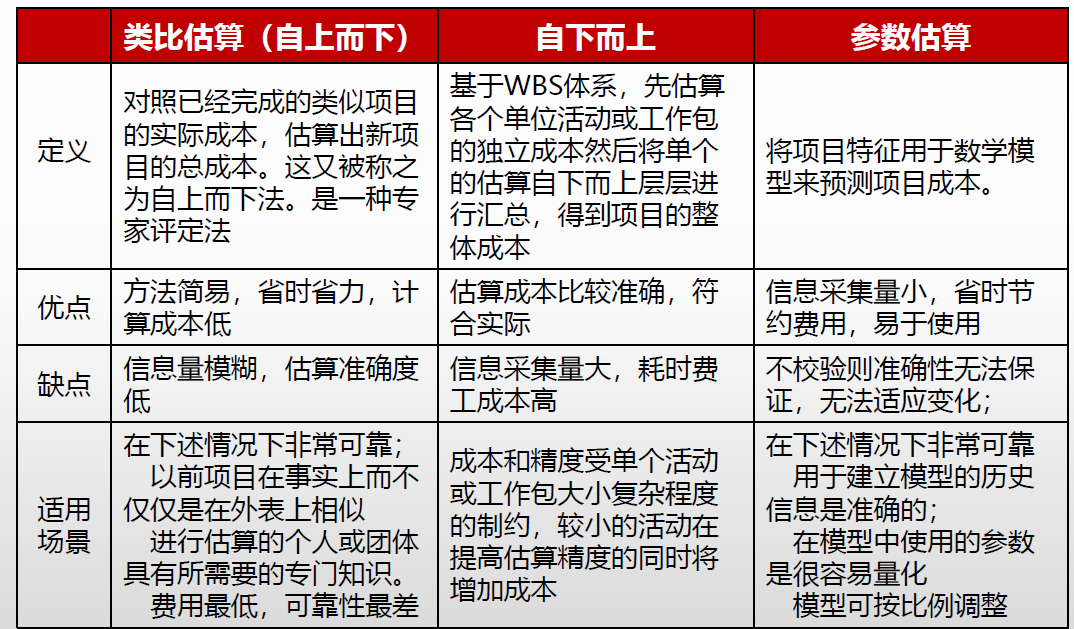 类比估算（自上而下）
自下而上
参数估算
定义
对照已经完成的类似项目
的实际成本，估算出新项
目的总成本。这又被称之
为自上而下法。是一种专
家评定法
基于WBS体系，先估算
各个单位活动或工作包
的独立成本然后将单个
的估算自下而上层层进
行汇总，得到项目的整
体成本
将项目特征用于数学模
型来预测项目成本。
优点
方法简易，省时省力，计
算成本低
估算成本比较准确，符
合实际
信息采集量小，省时节
约费用，易于使用
缺点
信息量模糊，估算准确度
低
信息采集量大，耗时费
工成本高
不校验则准确性无法保
证，无法适应变化；
适用
场景
在下述情况下非常可靠；
以前项目在事实上而不
仅仅是在外表上相似
进行估算的个人或团体
具有所需要的专门知识。
费用最低，可靠性最差
成本和精度受单个活动
或工作包大小复杂程度
的制约，较小的活动在
提高估算精度的同时将
增加成本
在下述情况下非常可靠
用于建立模型的历史
信息是准确的；
在模型中使用的参数
是很容易量化
模型可按比例调整